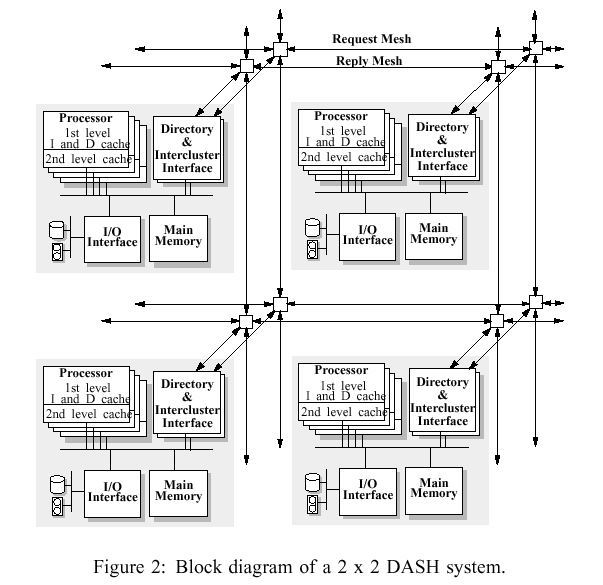 Request Mesh
Reply Mesh
Processor
1st level
I and D cache
2nd level cache
Directory
&
Intercluster
Interface
I/O
Interface
Main
Memory
Processor
1st level
I and D cache
2nd level cache
Directory
&
Intercluster
Interface
I/O
Interface
Main
Memory
Processor
1st level
I and D cache
2nd level cache
Directory
&
Intercluster
Interface
I/O
Interface
Main
Memory
Processor
1st level
I and D cache
2nd level cache
Directory
&
Intercluster
Interface
I/O
Interface
Main
Memory
Figure 2: Block diagram of a 2 x 2 DASH system.